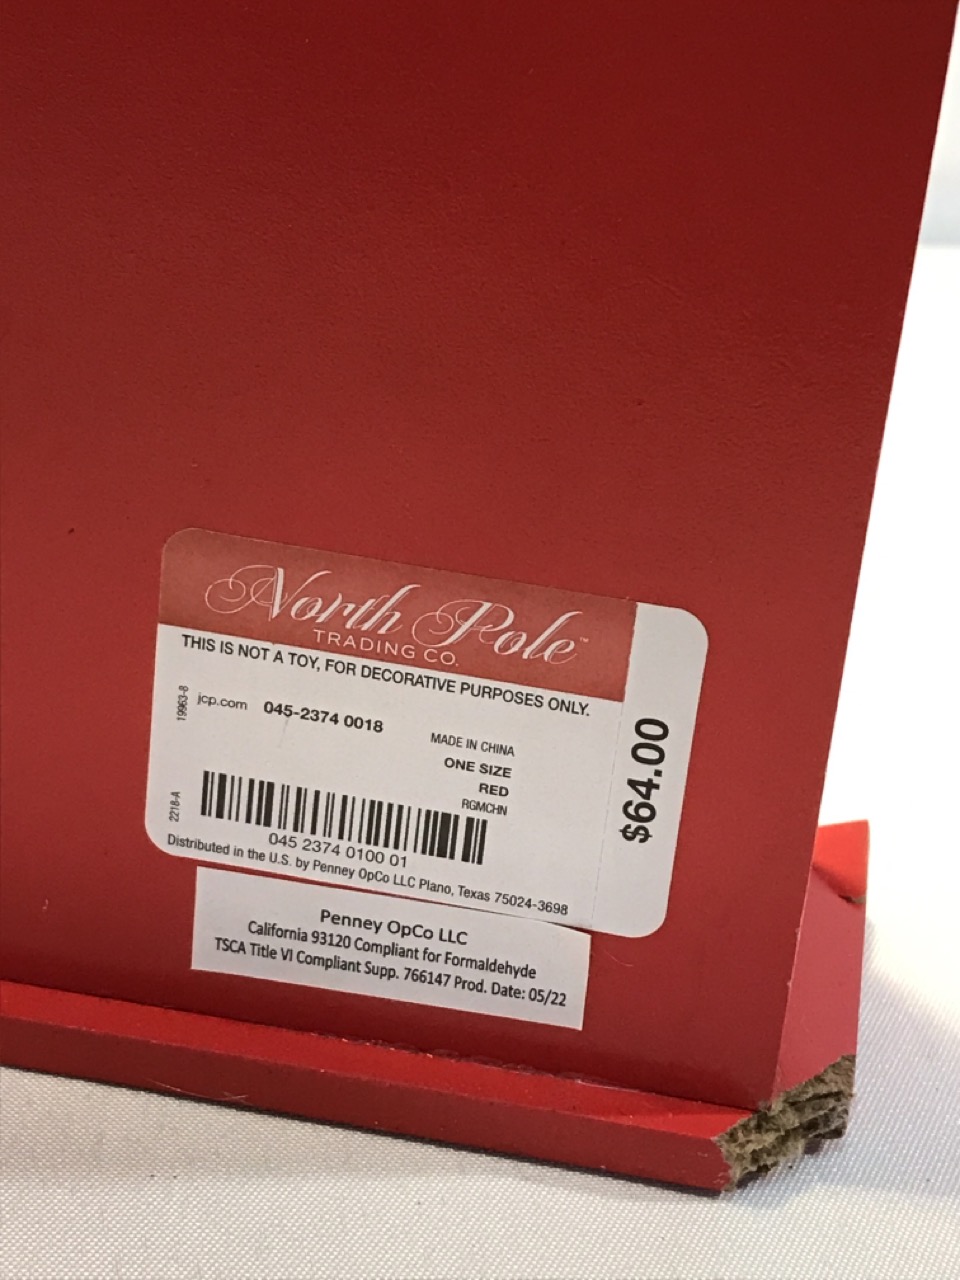 North Pole™
TRADING CO.
THIS IS NOT A TOY, FOR DECORATIVE PURPOSES ONLY.
19963-8
jcp.com 045-2374 0018
MADE IN CHINA
ONE SIZE
RED
RGMCHN
2218-A
045 2374 0100 01
Distributed in the U.S. by Penney OpCo LLC Plano, Texas 75024-3698
$64.00
Penney OpCo LLC
California 93120 Compliant for Formaldehyde
TSCA Title VI Compliant Supp. 766147 Prod. Date: 05/22